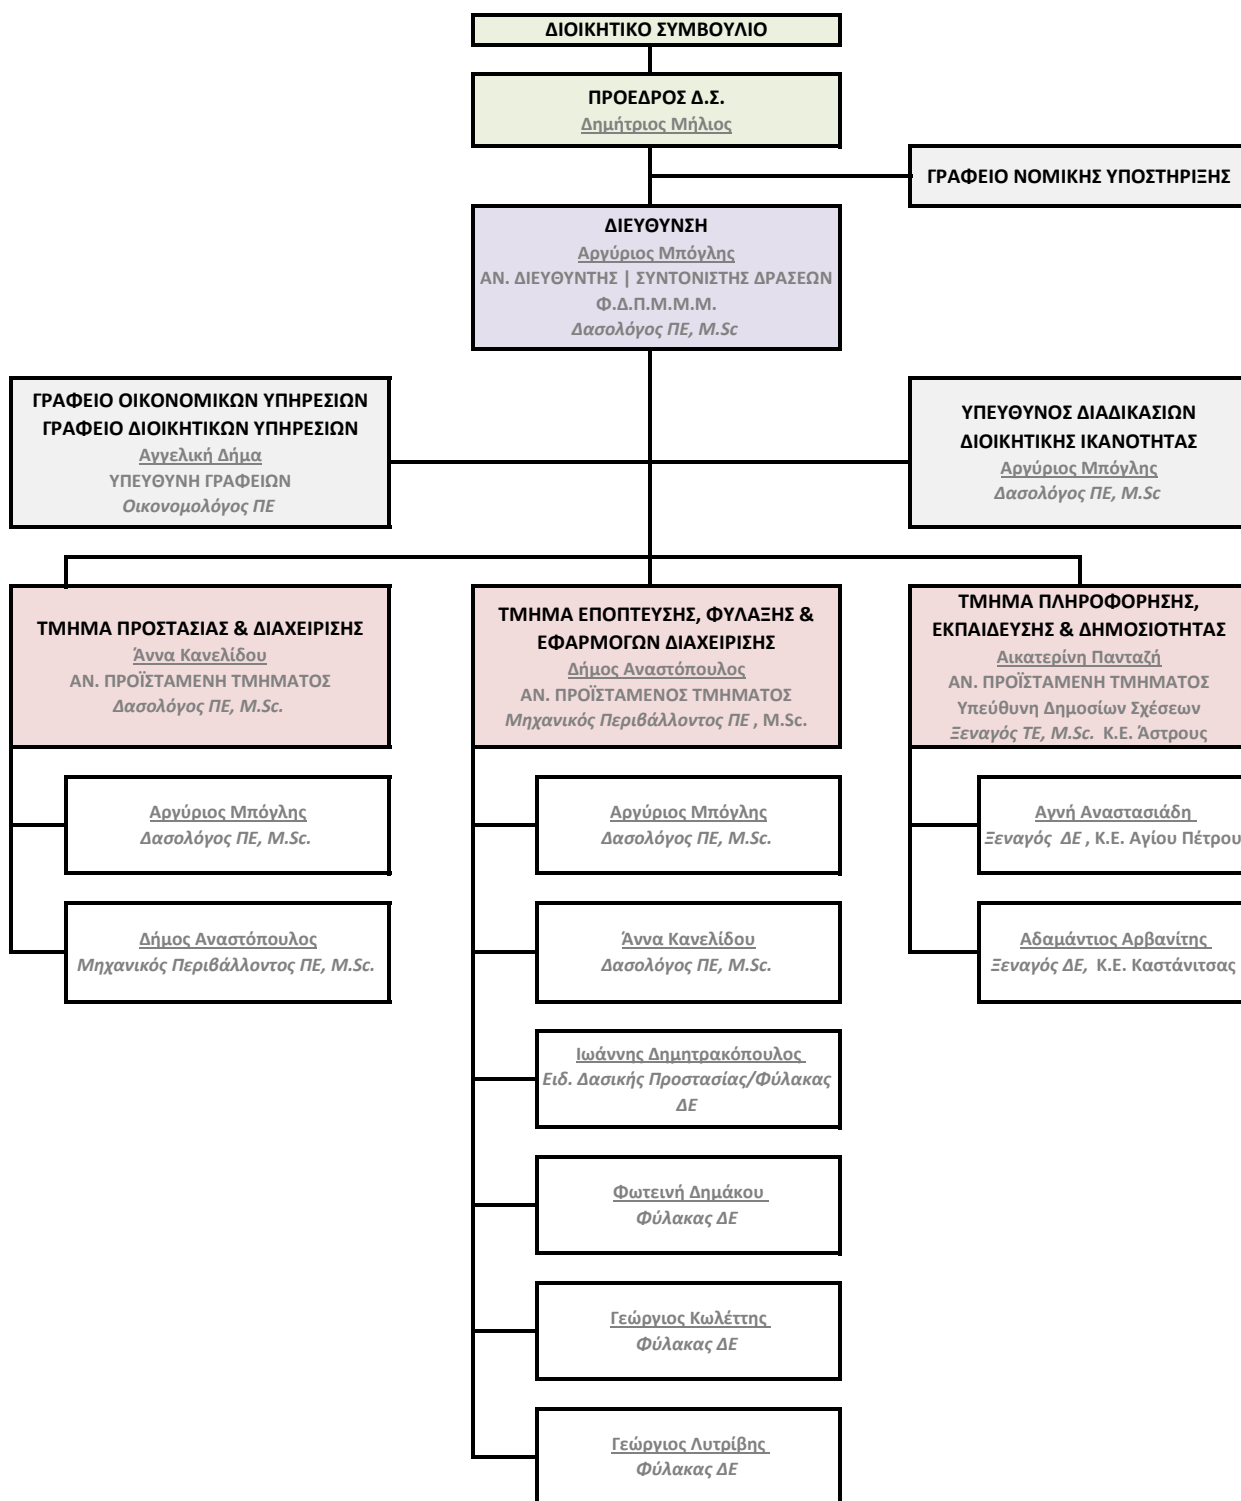 ΔΙΟΙΚΗΤΙΚΟ ΣΥΜΒΟΥΛΙΟ
ΠΡΟΕΔΡΟΣ Δ.Σ.
Δημήτριος Μήλιος
ΓΡΑΦΕΙΟ ΝΟΜΙΚΗΣ ΥΠΟΣΤΗΡΙΞΗΣ
ΔΙΕΥΘΥΝΣΗ
Αργύριος Μπόγλης
ΑΝ. ΔΙΕΥΘΥΝΤΗΣ | ΣΥΝΤΟΝΙΣΤΗΣ ΔΡΑΣΕΩΝ
Φ.Δ.Π.Μ.Μ.Μ.
Δασολόγος ΠΕ, M.Sc
ΓΡΑΦΕΙΟ ΟΙΚΟΝΟΜΙΚΩΝ ΥΠΗΡΕΣΙΩΝ
ΓΡΑΦΕΙΟ ΔΙΟΙΚΗΤΙΚΩΝ ΥΠΗΡΕΣΙΩΝ
Αγγελική Δήμα
ΥΠΕΥΘΥΝΗ ΓΡΑΦΕΙΩΝ
Οικονομολόγος ΠΕ
ΥΠΕΥΘΥΝΟΣ ΔΙΑΔΙΚΑΣΙΩΝ
ΔΙΟΙΚΗΤΙΚΗΣ ΙΚΑΝΟΤΗΤΑΣ
Αργύριος Μπόγλης
Δασολόγος ΠΕ, M.Sc
ΤΜΗΜΑ ΠΡΟΣΤΑΣΙΑΣ & ΔΙΑΧΕΙΡΙΣΗΣ
Άννα Κανελίδου
ΑΝ. ΠΡΟΪΣΤΑΜΕΝΗ ΤΜΗΜΑΤΟΣ
Δασολόγος ΠΕ, M.Sc.
Αργύριος Μπόγλης
Δασολόγος ΠΕ, M.Sc.
Δήμος Αναστόπουλος
Μηχανικός Περιβάλλοντος ΠΕ, M.Sc.
ΤΜΗΜΑ ΕΠΟΠΤΕΥΣΗΣ, ΦΥΛΑΞΗΣ &
ΕΦΑΡΜΟΓΩΝ ΔΙΑΧΕΙΡΙΣΗΣ
Δήμος Αναστόπουλος
ΑΝ. ΠΡΟΪΣΤΑΜΕΝΟΣ ΤΜΗΜΑΤΟΣ
Μηχανικός Περιβάλλοντος ΠΕ , M.Sc.
Αργύριος Μπόγλης
Δασολόγος ΠΕ, M.Sc.
Άννα Κανελίδου
Δασολόγος ΠΕ, M.Sc.
Ιωάννης Δημητρακόπουλος
Ειδ. Δασικής Προστασίας/Φύλακας
ΔΕ
Φωτεινή Δημάκου
Φύλακας ΔΕ
Γεώργιος Κωλέττης
Φύλακας ΔΕ
Γεώργιος Λυτρίβης
Φύλακας ΔΕ
ΤΜΗΜΑ ΠΛΗΡΟΦΟΡΗΣΗΣ,
ΕΚΠΑΙΔΕΥΣΗΣ & ΔΗΜΟΣΙΟΤΗΤΑΣ
Αικατερίνη Πανταζή
ΑΝ. ΠΡΟΪΣΤΑΜΕΝΗ ΤΜΗΜΑΤΟΣ
Υπεύθυνη Δημοσίων Σχέσεων
Ξεναγός ΤΕ, M.Sc. Κ.Ε. Άστρους
Αγνή Αναστασιάδη
Ξεναγός ΔΕ , Κ.Ε. Αγίου Πέτρου
Αδαμάντιος Αρβανίτης
Ξεναγός ΔΕ, Κ.Ε. Καστάνιτσας